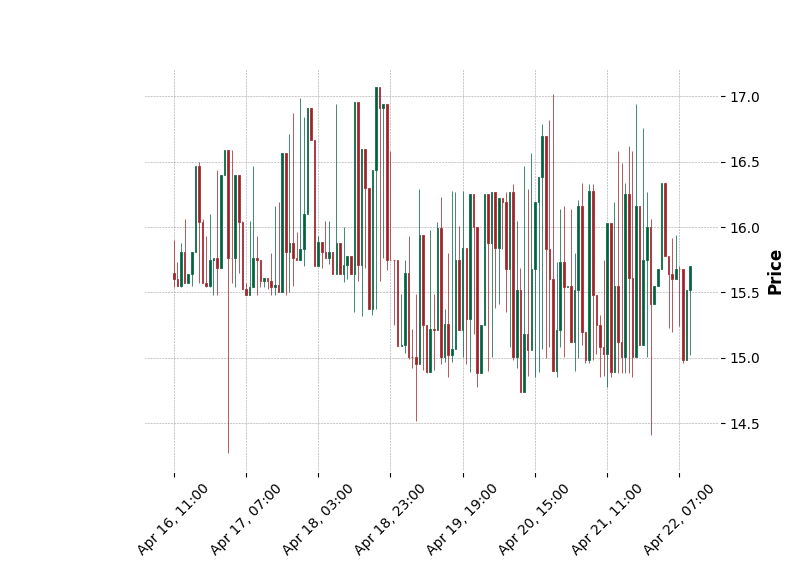 17.0
16.5
16.0
15.5
15.0
14.5
Price
Apr 16, 11:00
Apr 17, 07:00
Apr 18, 03:00
Apr 18, 23:00
Apr 19, 19:00
Apr 20, 15:00
Apr 21, 11:00
Apr 22, 07:00